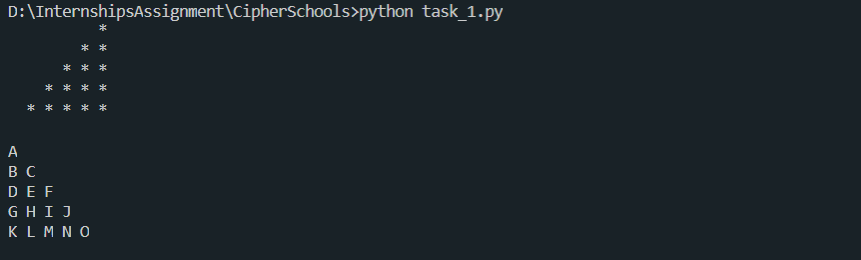 D:\InternshipsAssignment\CipherSchools>python task_1.py
          *
        * *
      * * *
    * * * *
  * * * * *

A
B C
D E F
G H I J
K L M N O